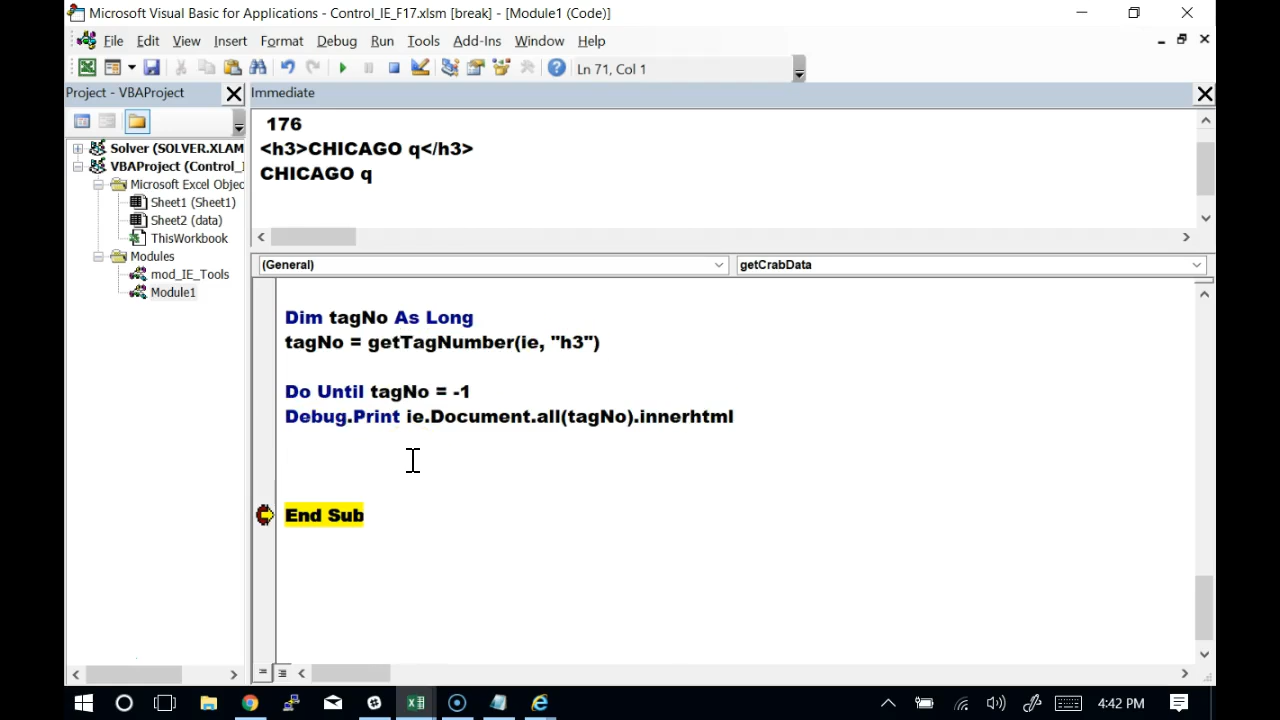 Microsoft Visual Basic for Applications - Control_IE_F17.xlsm [break] - [Module1 (Code)]
File Edit View Insert Format Debug Run Tools Add-Ins Window Help
Ln 71, Col 1
Project - VBAProject
Immediate
Solver (SOLVER.XLAM
VBAProject (Control_I
Microsoft Excel Objec
Sheet1 (Sheet1)
Sheet2 (data)
ThisWorkbook
Modules
mod_IE_Tools
Module1
176
<h3>CHICAGO q</h3>
CHICAGO q
(General)
getCrabData
Dim tagNo As Long
tagNo = getTagNumber(ie, "h3")
Do Until tagNo = -1
Debug.Print ie.Document.all(tagNo).innerhtml
End Sub
4:42 PM